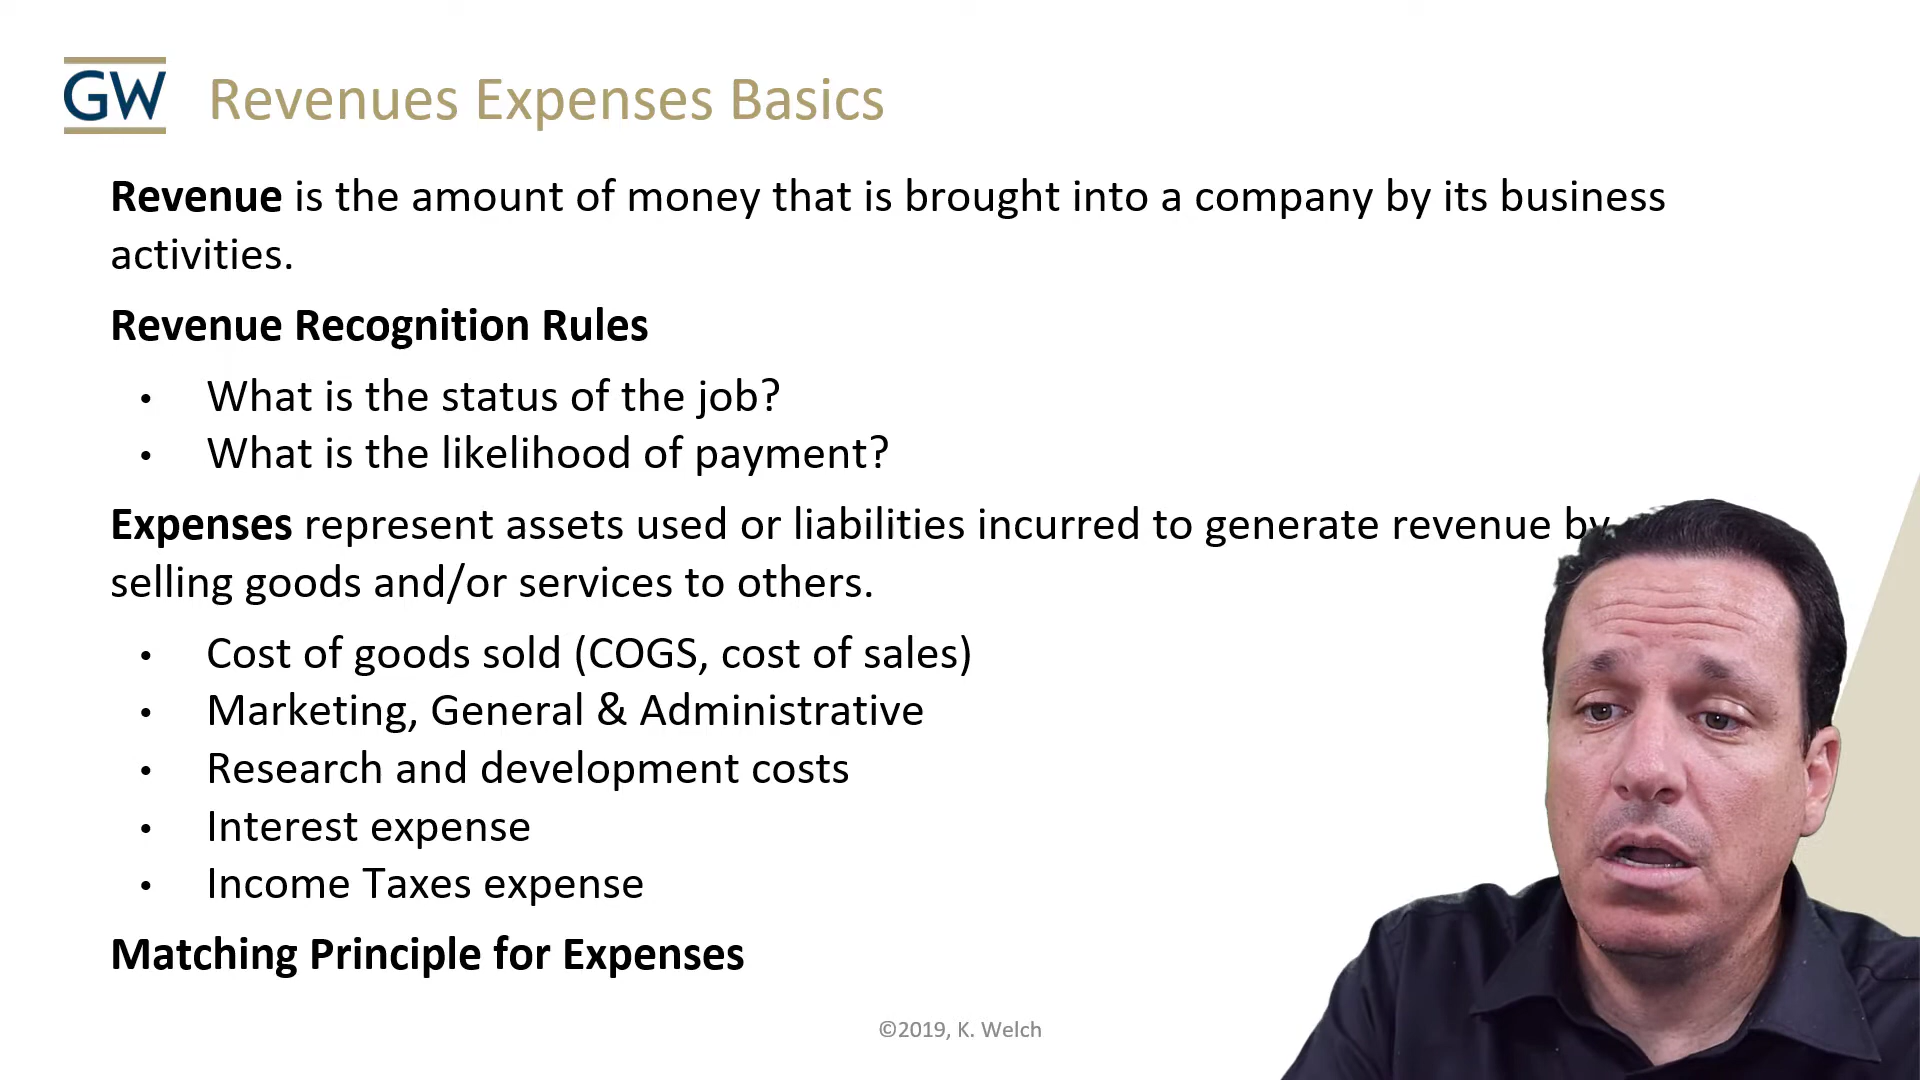 GW
Revenues Expenses Basics
Revenue is the amount of money that is brought into a company by its business
activities.
Revenue Recognition Rules
• What is the status of the job?
• What is the likelihood of payment?
Expenses represent assets used or liabilities incurred to generate revenue by
selling goods and/or services to others.
• Cost of goods sold (COGS, cost of sales)
• Marketing, General & Administrative
• Research and development costs
• Interest expense
• Income Taxes expense
Matching Principle for Expenses
©2019, K. Welch